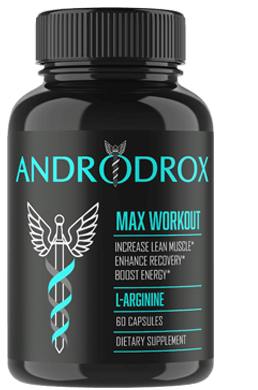 ANDRODROX
MAX WORKOUT
INCREASE LEAN MUSCLE*
ENHANCE RECOVERY*
BOOST ENERGY*
L-ARGININE
60 CAPSULES
DIETARY SUPPLEMENT